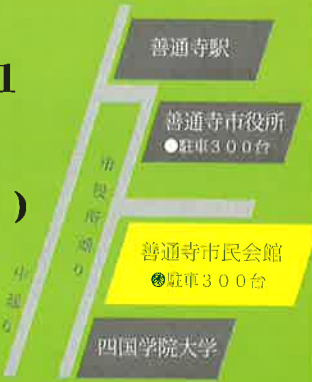 善通寺駅
1
善通寺市役所
●駐車300台
市役所通り
)
善通寺市民会館
駐車300台
中通り
四国学院大学